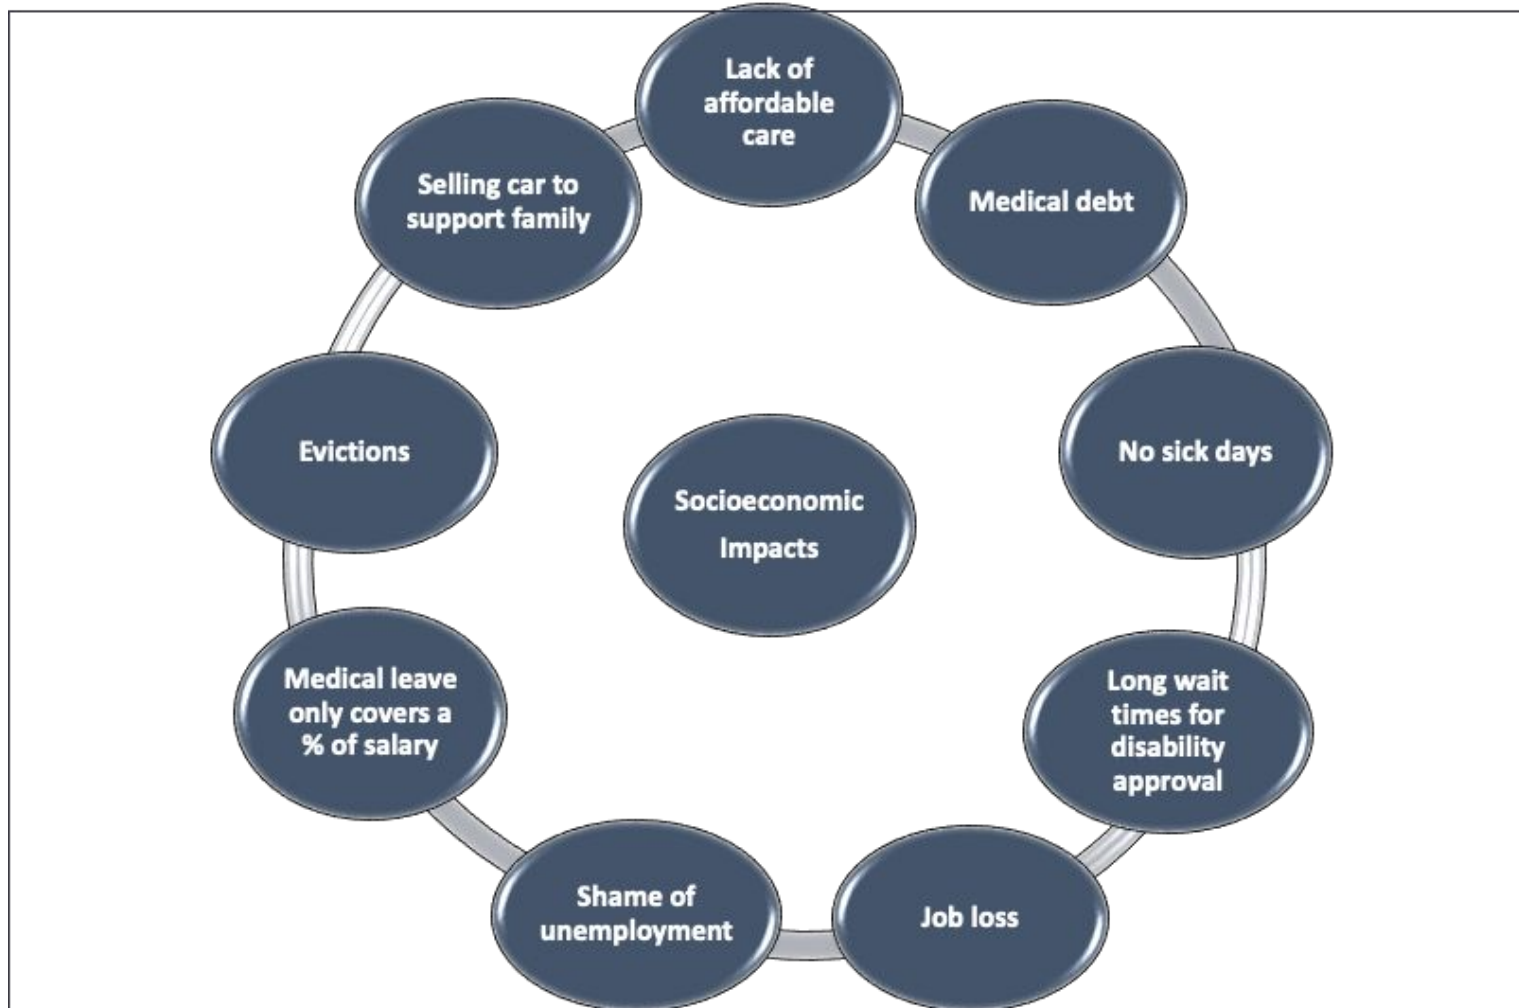 Lack of
affordable
care
Medical debt
No sick days
Long wait
times for
disability
approval
Job loss
Shame of
unemployment
Medical leave
only covers a
% of salary
Evictions
Selling car to
support family
Socioeconomic
Impacts